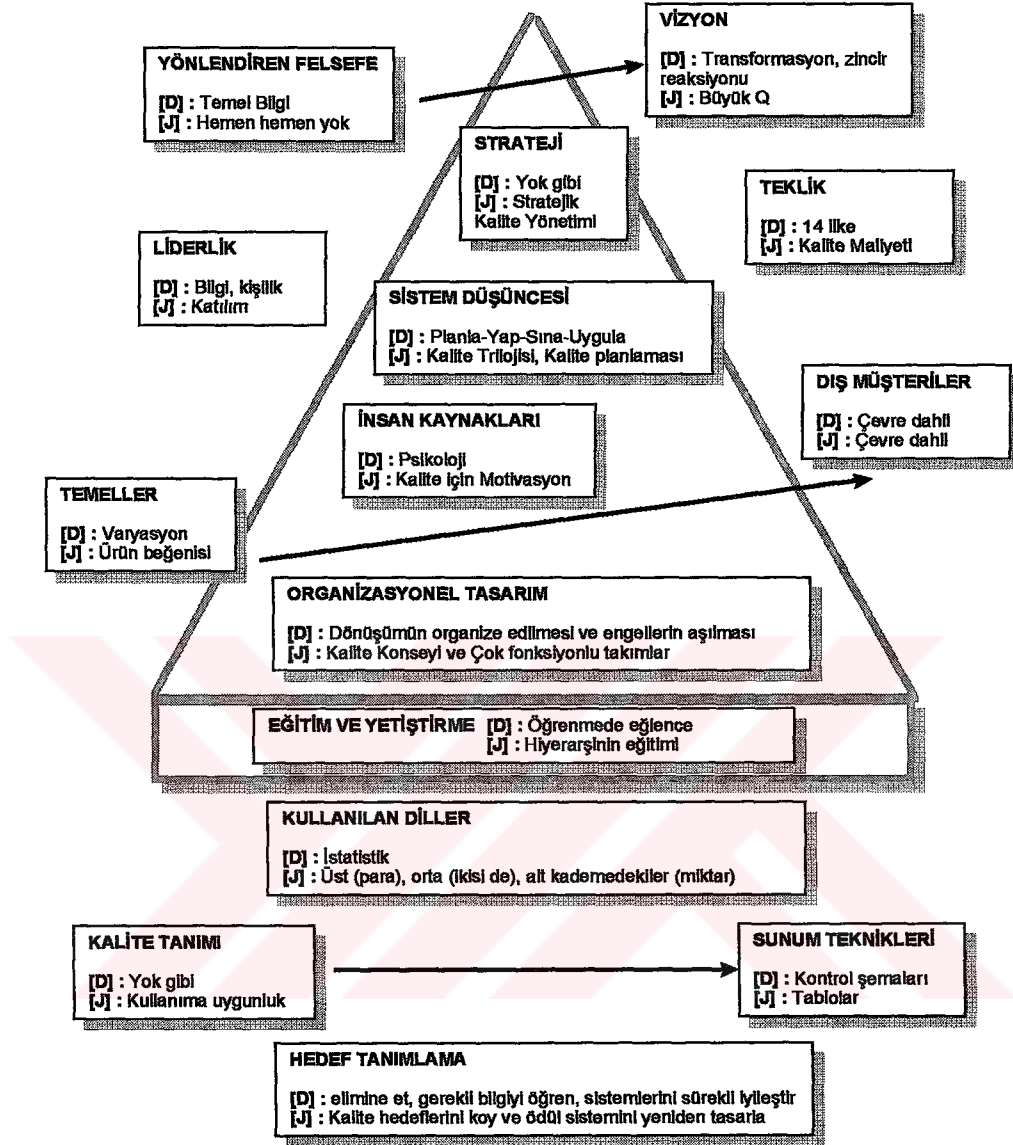 YÖNLENDİREN FELSEFE
[D] : Temel Bilgi
[J] : Hemen hemen yok
VİZYON
[D] : Transformasyon, zincir
reaksiyonu
[J] : Büyük Q
STRATEJİ
[D] : Yok gibi
[J] : Stratejik
Kalite Yönetimi
TEKLİK
[D] : 14 ilke
[J] : Kalite Maliyeti
LİDERLİK
[D] : Bilgi, kişilik
[J] : Katılım
SİSTEM DÜŞÜNCESİ
[D] : Planla-Yap-Sına-Uygula
[J] : Kalite Trilojisi, Kalite planlaması
DIŞ MÜŞTERİLER
[D] : Çevre dahil
[J] : Çevre dahil
İNSAN KAYNAKLARI
[D] : Psikoloji
[J] : Kalite için Motivasyon
TEMELLER
[D] : Varyasyon
[J] : Ürün beğenisi
ORGANİZASYONEL TASARIM
[D] : Dönüşümün organize edilmesi ve engellerin aşılması
[J] : Kalite Konseyi ve Çok fonksiyonlu takımlar
EĞİTİM VE YETİŞTİRME [D] : Öğrenmede eğlence
[J] : Hiyerarşinin eğitimi
KULLANILAN DİLLER
[D] : İstatistik
[J] : Üst (para), orta (ikisi de), alt kademedekiler (miktar)
KALİTE TANIMI
[D] : Yok gibi
[J] : Kullanıma uygunluk
SUNUM TEKNİKLERİ
[D] : Kontrol şemaları
[J] : Tablolar
HEDEF TANIMLAMA
[D] : elimine et, gerekli bilgiyi öğren, sistemlerini sürekli iyileştir
[J] : Kalite hedeflerini koy ve ödül sistemini yeniden tasarla